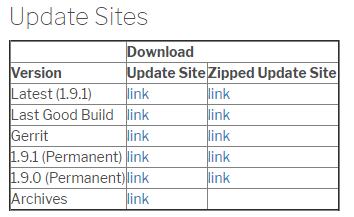 Update Sites
Download
Version Update Site Zipped Update Site
Latest (1.9.1) link link
Last Good Build link link
Gerrit link link
1.9.1 (Permanent) link link
1.9.0 (Permanent) link link
Archives link